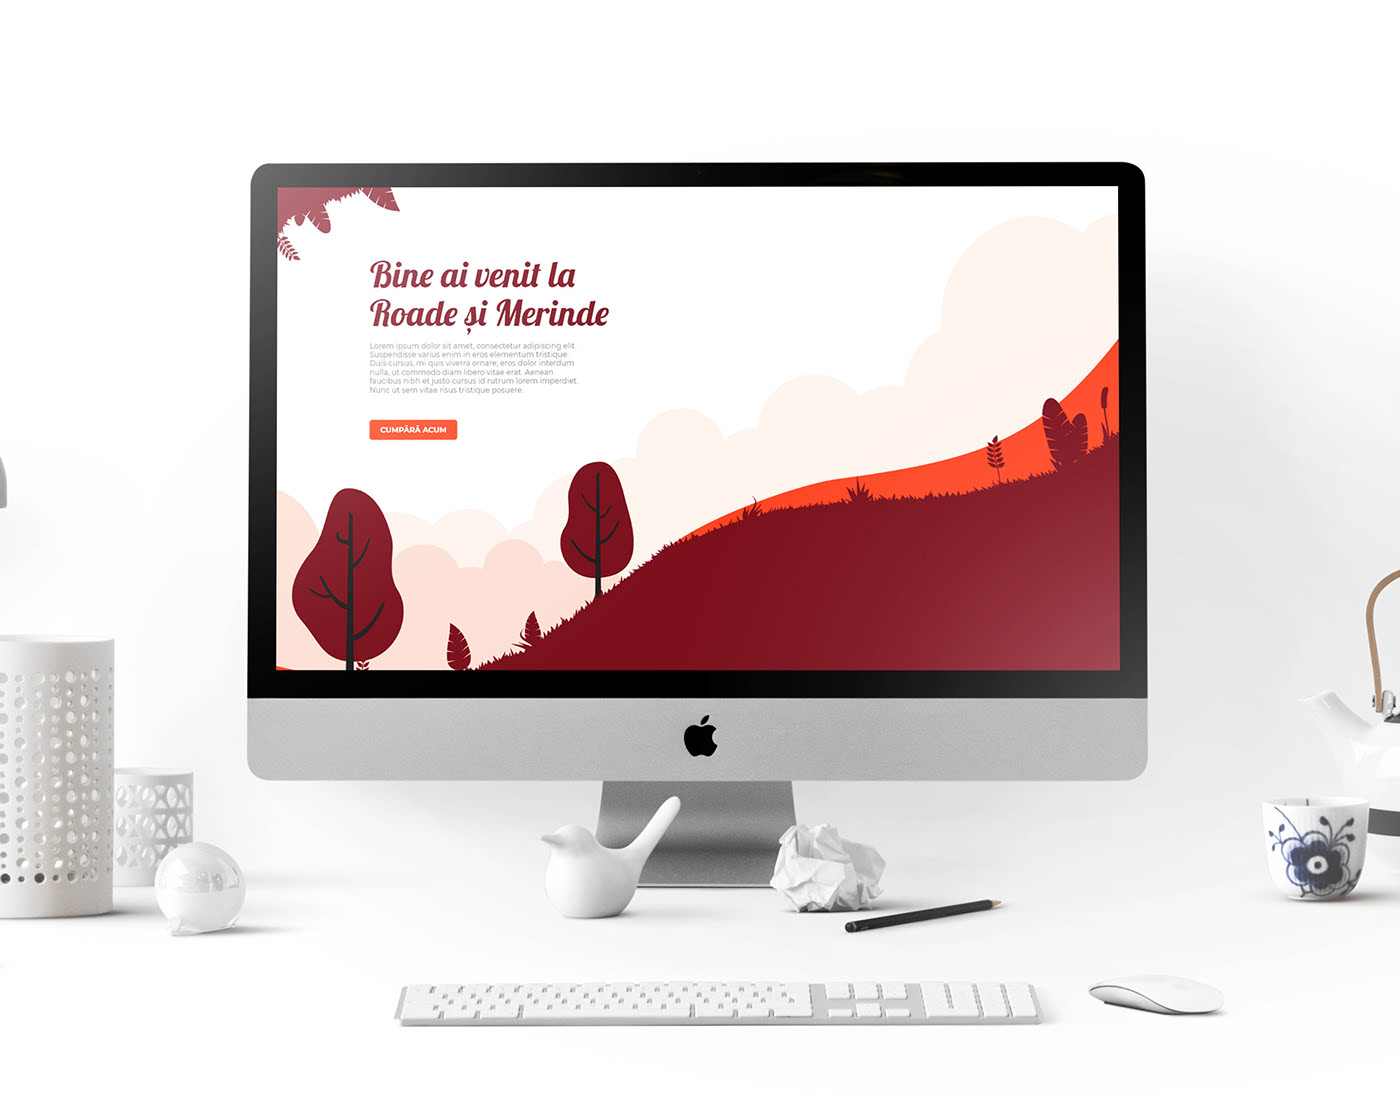 Bine ai venit la
Roade și Merinde
Lorem ipsum dolor sit amet, consectetur adipiscing elit.
Suspendisse varius enim in eros elementum tristique.
Duis cursus, mi quis viverra ornare, eros dolor interdum
nulla, ut commodo diam libero vitae erat. Aenean
faucibus nibh et justo cursus id rutrum lorem imperdiet.
Nunc ut sem vitae risus tristique posuere.
CUMPĂRĂ ACUM